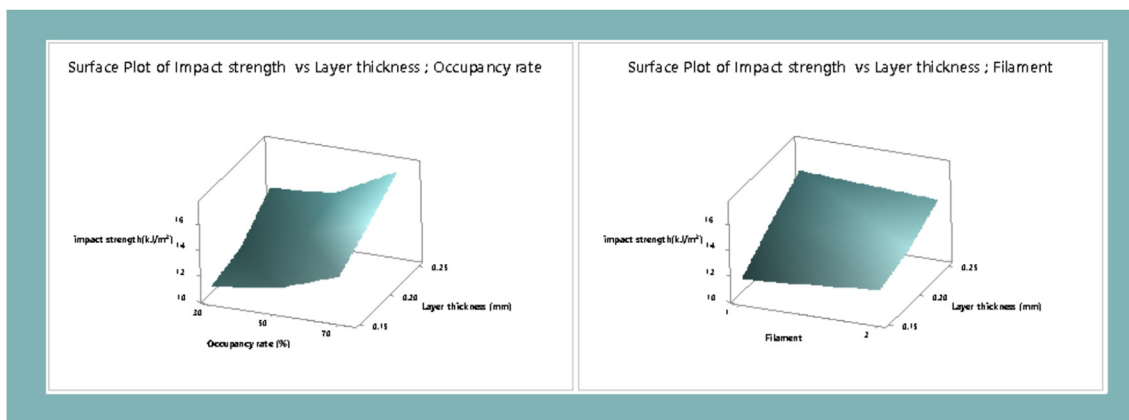 Surface Plot of Impact strength vs Layer thickness ; Occupancy rate
16
impact strength(kJ/m²) 14
12
10
20
50
70
0.15
0.20
0.25
Layer thickness (mm)
Occupancy rate (%)
Surface Plot of Impact strength vs Layer thickness ; Filament
16
impact strength(kJ/m²) 14
12
10
1
2
0.15
0.20
0.25
Layer thickness (mm)
Filament